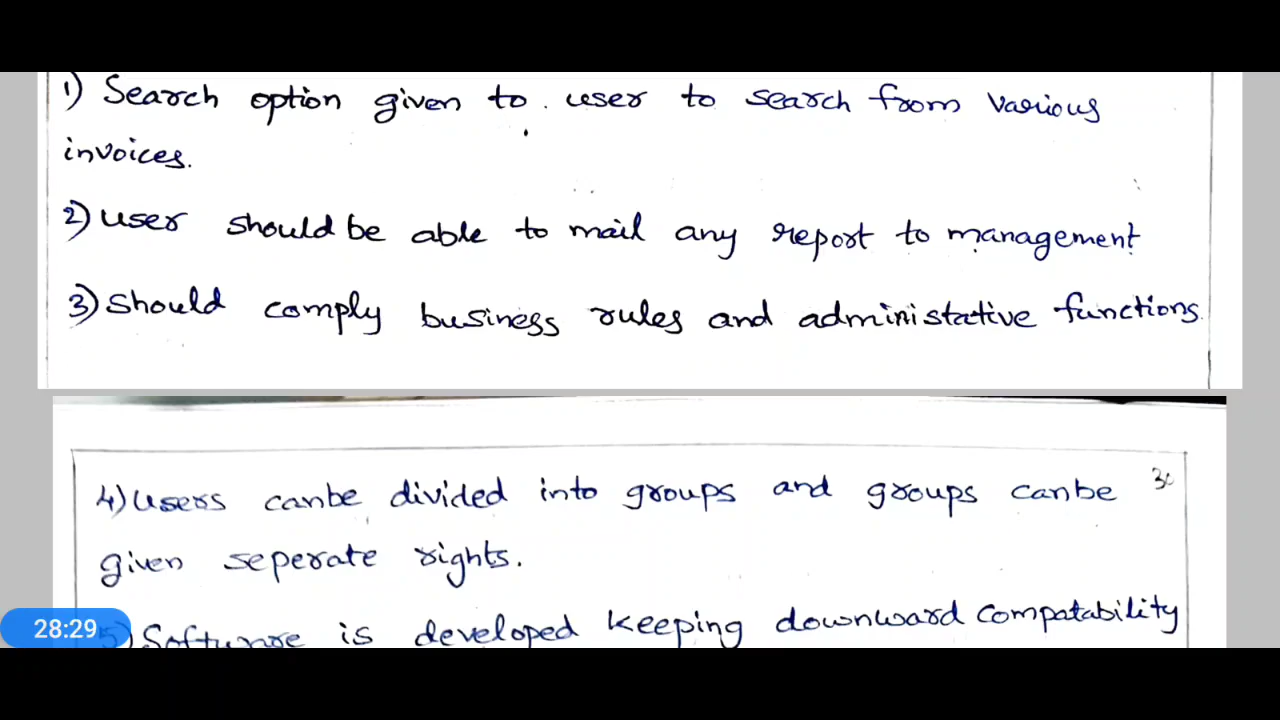 1) Search option given to user to search from various
invoices.
2) user should be able to mail any report to management
3) Should comply business rules and administative functions.
4) Users canbe divided into groups and groups canbe
given seperate rights.
28:29
5) Software is developed keeping downward compatability